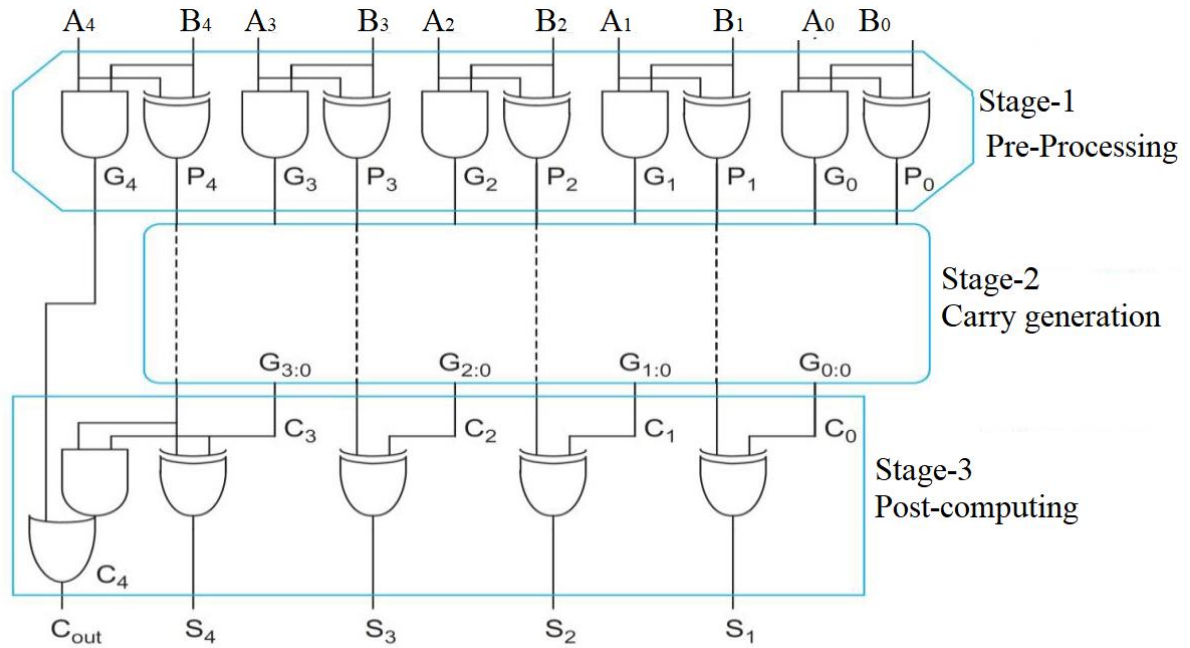 A4 B4 A3 B3 A2 B2 A1 B1 A0 B0
Stage-1
Pre-Processing
G4 P4 G3 P3 G2 P2 G1 P1 G0 P0
Stage-2
Carry generation
G3:0 G2:0 G1:0 G0:0
C3 C2 C1 C0
Stage-3
Post-computing
C4
Cout S4 S3 S2 S1